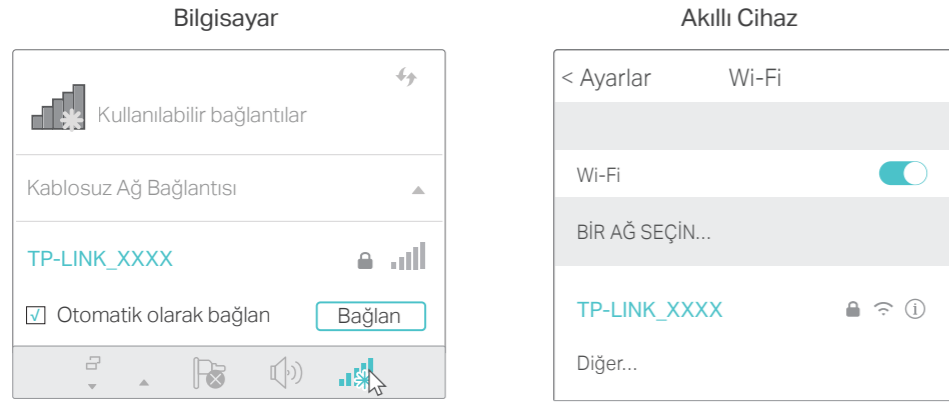 Bilgisayar
Kullanılabilir bağlantılar
Kablosuz Ağ Bağlantısı
TP-LINK_XXXX
Otomatik olarak bağlan
Bağlan
Akıllı Cihaz
< Ayarlar
Wi-Fi
Wi-Fi
BİR AĞ SEÇİN...
TP-LINK_XXXX
Diğer...